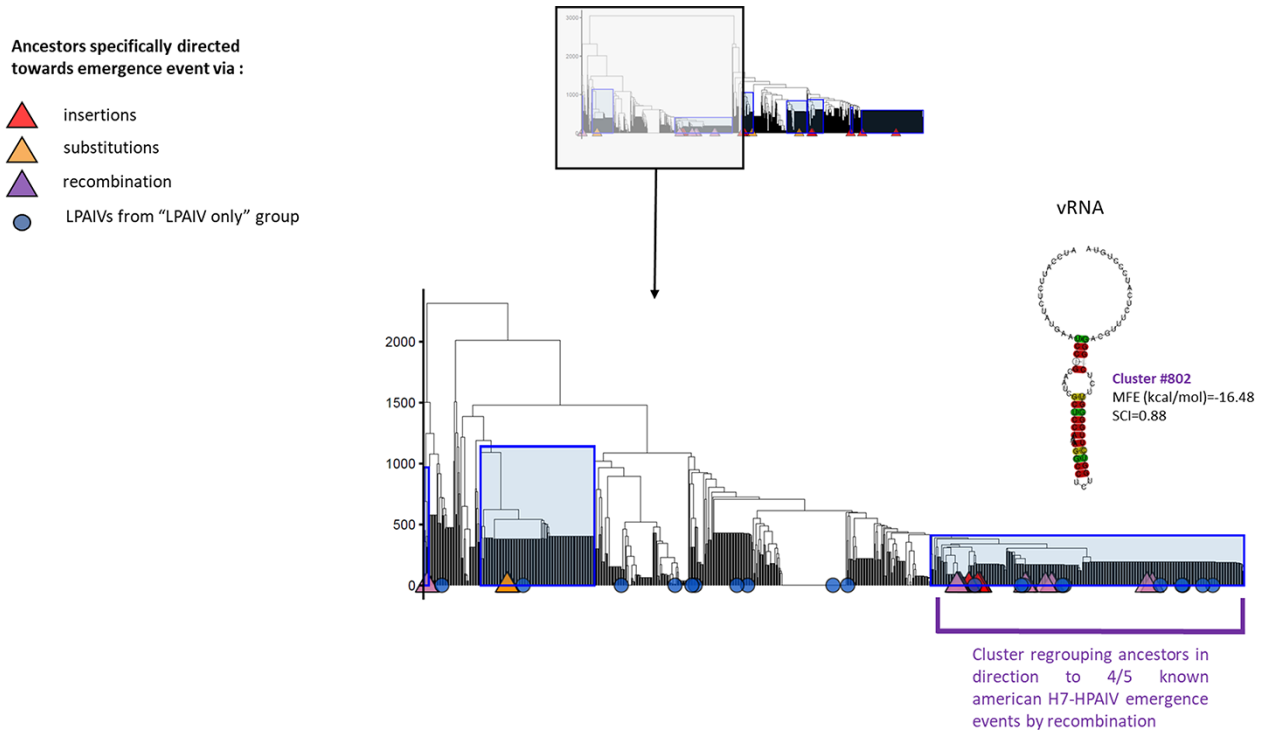 Ancestors specifically directed
towards emergence event via :
insertions
substitutions
recombination
LPAIVs from “LPAIV only” group
3000
2000
1000
0
vRNA
Cluster #802
MFE (kcal/mol)=-16.48
SCI=0.88
2000
1500
1000
500
0
Cluster regrouping ancestors in
direction to 4/5 known
american H7-HPAIV emergence
events by recombination